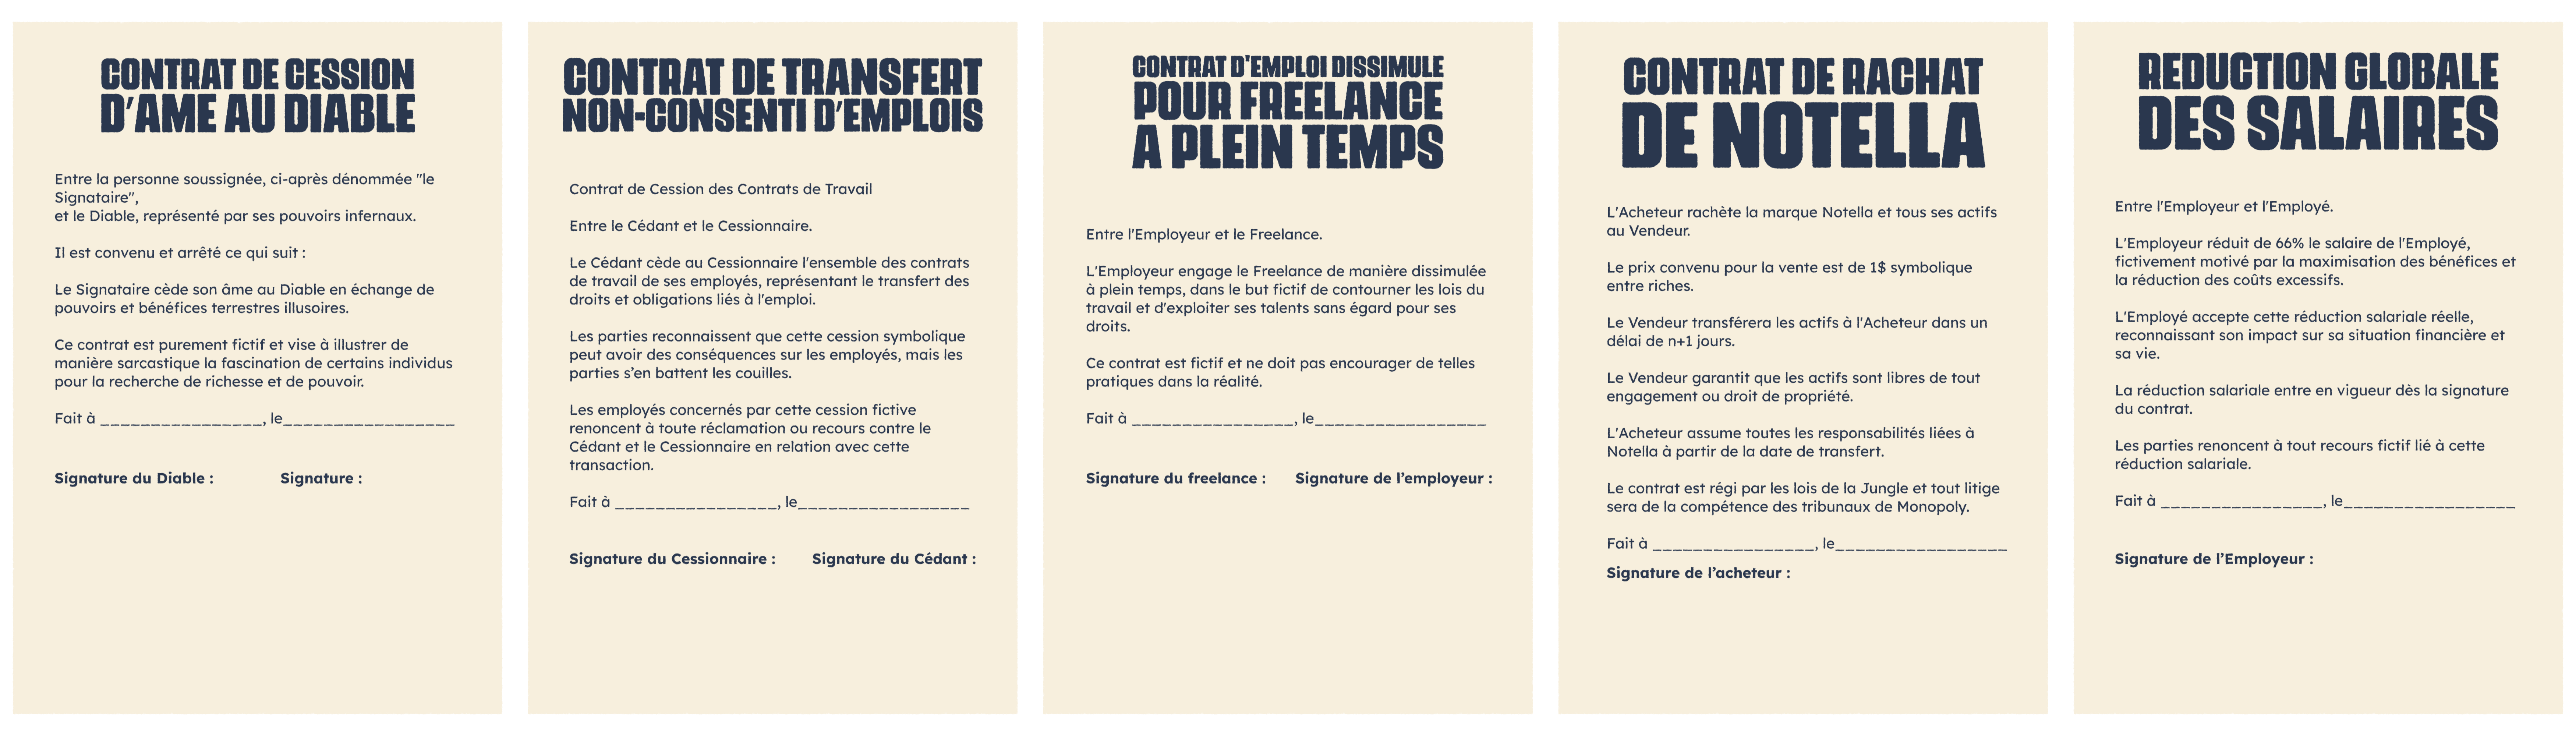 CONTRAT DE CESSION
D'AME AU DIABLE
Entre la personne soussignée, ci-après dénommée "le
Signataire",
et le Diable, représenté par ses pouvoirs infernaux.
Il est convenu et arrêté ce qui suit :
Le Signataire cède son âme au Diable en échange de
pouvoirs et bénéfices terrestres illusoires.
Ce contrat est purement fictif et vise à illustrer de
manière sarcastique la fascination de certains individus
pour la recherche de richesse et de pouvoir.
Fait à ________________, le_________________
Signature du Diable : Signature :
CONTRAT DE TRANSFERT
NON-CONSENTI D'EMPLOIS
Contrat de Cession des Contrats de Travail
Entre le Cédant et le Cessionnaire.
Le Cédant cède au Cessionnaire l'ensemble des contrats
de travail de ses employés, représentant le transfert des
droits et obligations liés à l'emploi.
Les parties reconnaissent que cette cession symbolique
peut avoir des conséquences sur les employés, mais les
parties s’en battent les couilles.
Les employés concernés par cette cession fictive
renoncent à toute réclamation ou recours contre le
Cédant et le Cessionnaire en relation avec cette
transaction.
Fait à ________________, le_________________
Signature du Cessionnaire : Signature du Cédant :
CONTRAT D'EMPLOI DISSIMULE
POUR FREELANCE
A PLEIN TEMPS
Entre l'Employeur et le Freelance.
L'Employeur engage le Freelance de manière dissimulée
à plein temps, dans le but fictif de contourner les lois du
travail et d'exploiter ses talents sans égard pour ses
droits.
Ce contrat est fictif et ne doit pas encourager de telles
pratiques dans la réalité.
Fait à ________________, le_________________
Signature du freelance : Signature de l’employeur :
CONTRAT DE RACHAT
DE NOTELLA
L'Acheteur rachète la marque Notella et tous ses actifs
au Vendeur.
Le prix convenu pour la vente est de 1$ symbolique
entre riches.
Le Vendeur transférera les actifs à l'Acheteur dans un
délai de n+1 jours.
Le Vendeur garantit que les actifs sont libres de tout
engagement ou droit de propriété.
L'Acheteur assume toutes les responsabilités liées à
Notella à partir de la date de transfert.
Le contrat est régi par les lois de la Jungle et tout litige
sera de la compétence des tribunaux de Monopoly.
Fait à ________________, le_________________
Signature de l’acheteur :
REDUCTION GLOBALE
DES SALAIRES
Entre l'Employeur et l'Employé.
L'Employeur réduit de 66% le salaire de l'Employé,
fictivement motivé par la maximisation des bénéfices et
la réduction des coûts excessifs.
L'Employé accepte cette réduction salariale réelle,
reconnaissant son impact sur sa situation financière et
sa vie.
La réduction salariale entre en vigueur dès la signature
du contrat.
Les parties renoncent à tout recours fictif lié à cette
réduction salariale.
Fait à ________________, le_________________
Signature de l’Employeur :